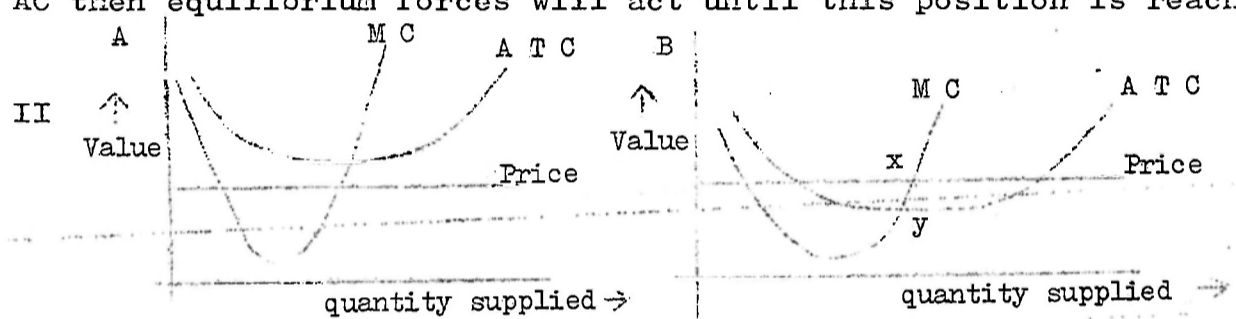 AC then equilibrium forces will act until this position is reach
A M C A T C B M C A T C
II ↑ Value ↑ Value x Price
Price
y
quantity supplied → quantity supplied →